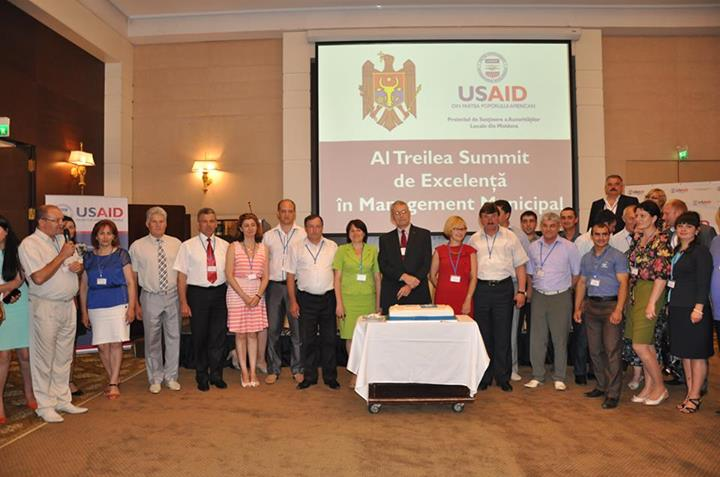 USAID
DIN PARTEA POPORULUI AMERICAN
Proiectul de Susținere a Autorităților
Locale din Moldova
Al Treilea Summit
de Excelență
în Management Municipal
USAID
USAID